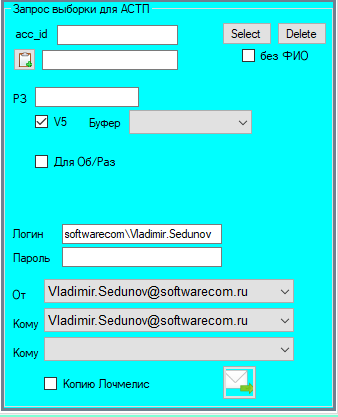 Запрос выборки для АСТП
acc_id
Select
Delete
без ФИО
РЗ
V5
Буфер
Для Об/Раз
Логин
softwarecom\Vladimir.Sedunov
Пароль
От
Vladimir.Sedunov@softwarecom.ru
Кому
Vladimir.Sedunov@softwarecom.ru
Кому
Копию Лочмелис